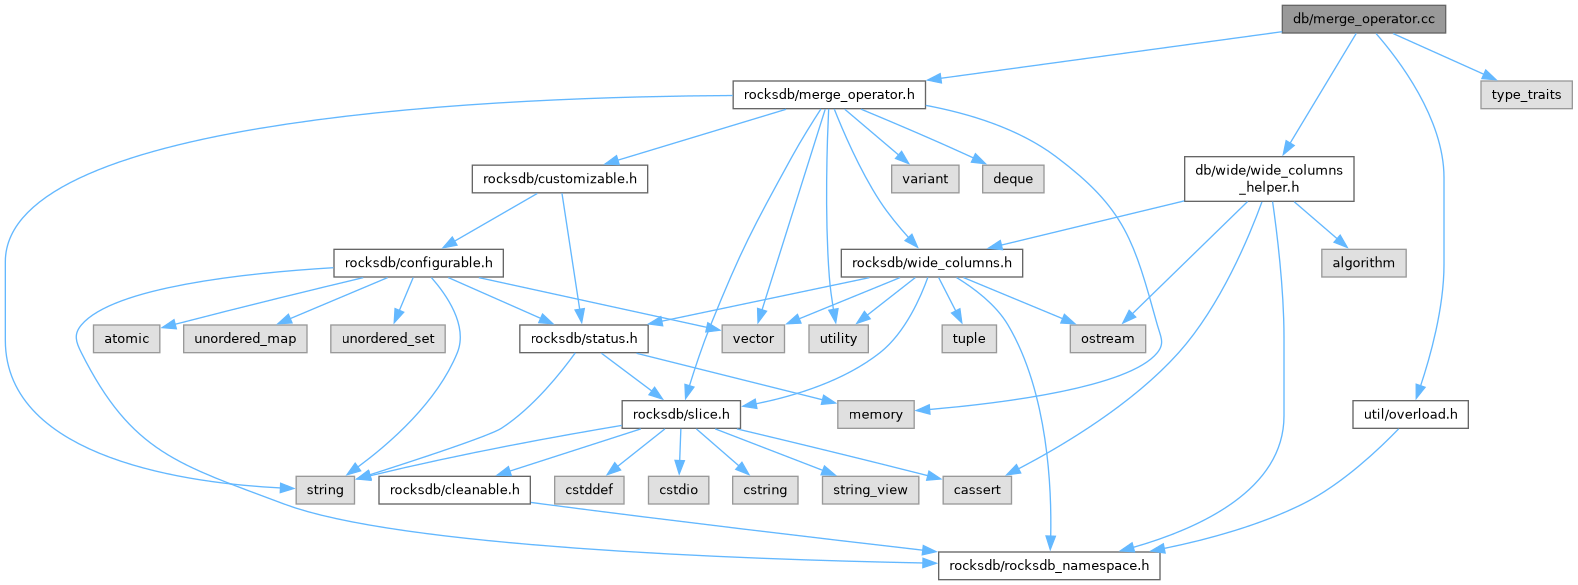 db/merge_operator.cc
rocksdb/merge_operator.h
type_traits
rocksdb/customizable.h
variant
deque
db/wide/wide_columns
_helper.h
rocksdb/configurable.h
rocksdb/wide_columns.h
algorithm
atomic
unordered_map
unordered_set
rocksdb/status.h
vector
utility
tuple
ostream
rocksdb/slice.h
memory
util/overload.h
string
rocksdb/cleanable.h
cstddef
cstdio
cstring
string_view
cassert
rocksdb/rocksdb_namespace.h